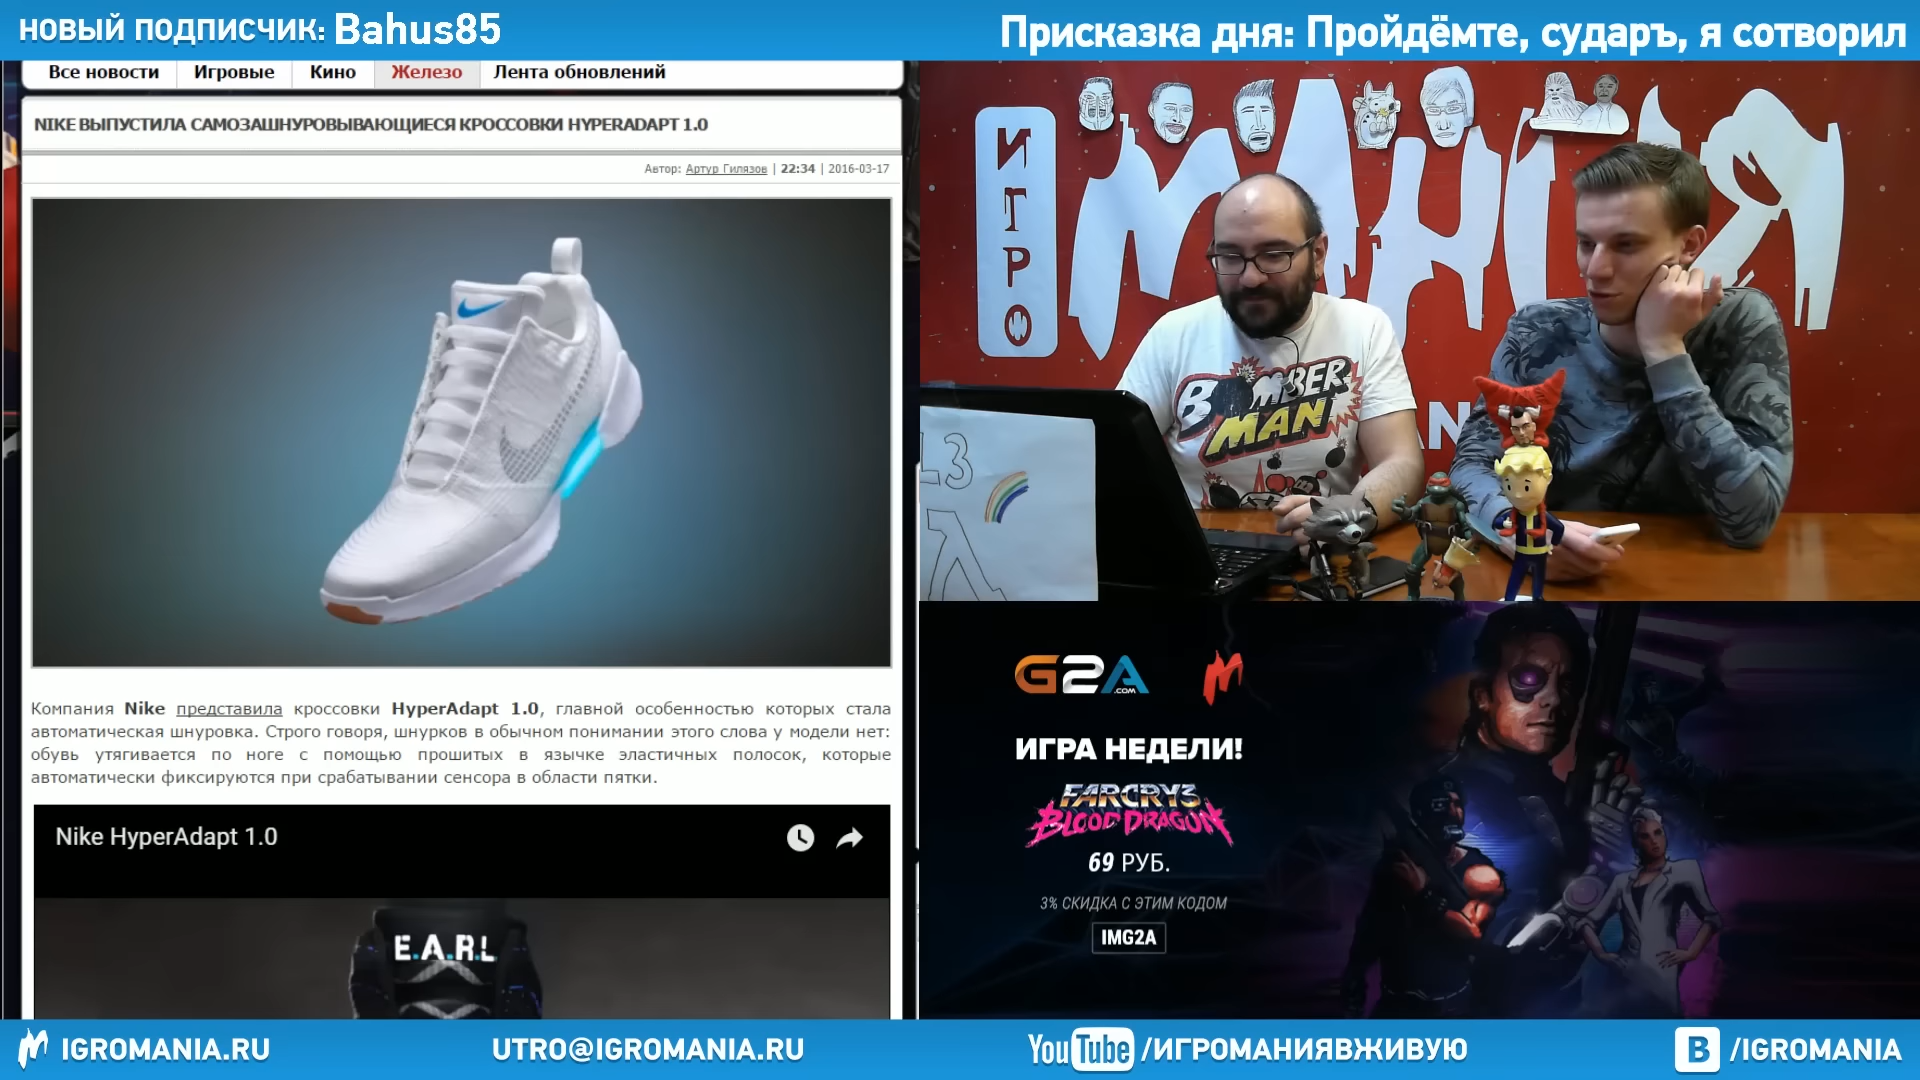 НОВЫЙ ПОДПИСЧИК: Bahus85
Присказка дня: Пройдёмте, сударъ, я сотворил
Все новости Игровые Кино Железо Лента обновлений
NIKE ВЫПУСТИЛА САМОЗАШНУРОВЫВАЮЩИЕСЯ КРОССОВКИ HYPERADAPT 1.0
Автор: Артур Гилязов | 22:34 | 2016-03-17
Компания Nike представила кроссовки HyperAdapt 1.0, главной особенностью которых стала
автоматическая шнуровка. Строго говоря, шнурков в обычном понимании этого слова у модели нет:
обувь утягивается по ноге с помощью прошитых в язычке эластичных полосок, которые
автоматически фиксируются при срабатывании сенсора в области пятки.
Nike HyperAdapt 1.0
E.A.R.L
ИГРО
МАНИЯ
BOMBER
MAN
L3
G2A
.COM
ИГРА НЕДЕЛИ!
FARCRY3
BLOOD DRAGON
69 РУБ.
3% СКИДКА С ЭТИМ КОДОМ
IMG2A
IGROMANIA.RU
UTRO@IGROMANIA.RU
YouTube /ИГРОМАНИЯВЖИВУЮ
B /IGROMANIA